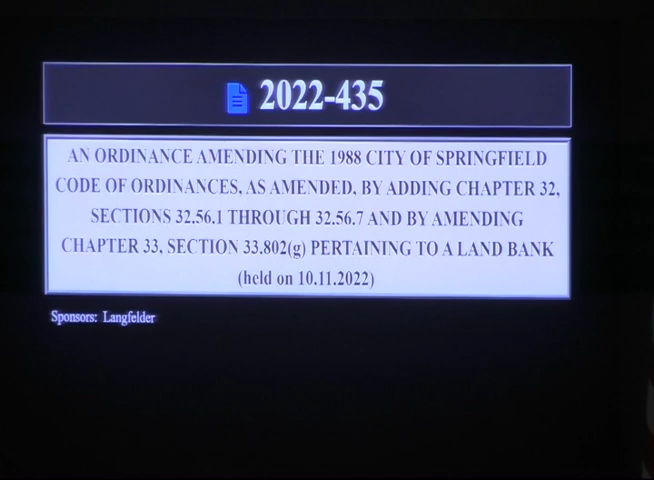 2022-435
AN ORDINANCE AMENDING THE 1988 CITY OF SPRINGFIELD
CODE OF ORDINANCES, AS AMENDED, BY ADDING CHAPTER 32,
SECTIONS 32.56.1 THROUGH 32.56.7 AND BY AMENDING
CHAPTER 33, SECTION 33.802(g) PERTAINING TO A LAND BANK
(held on 10.11.2022)
Sponsors: Langfelder